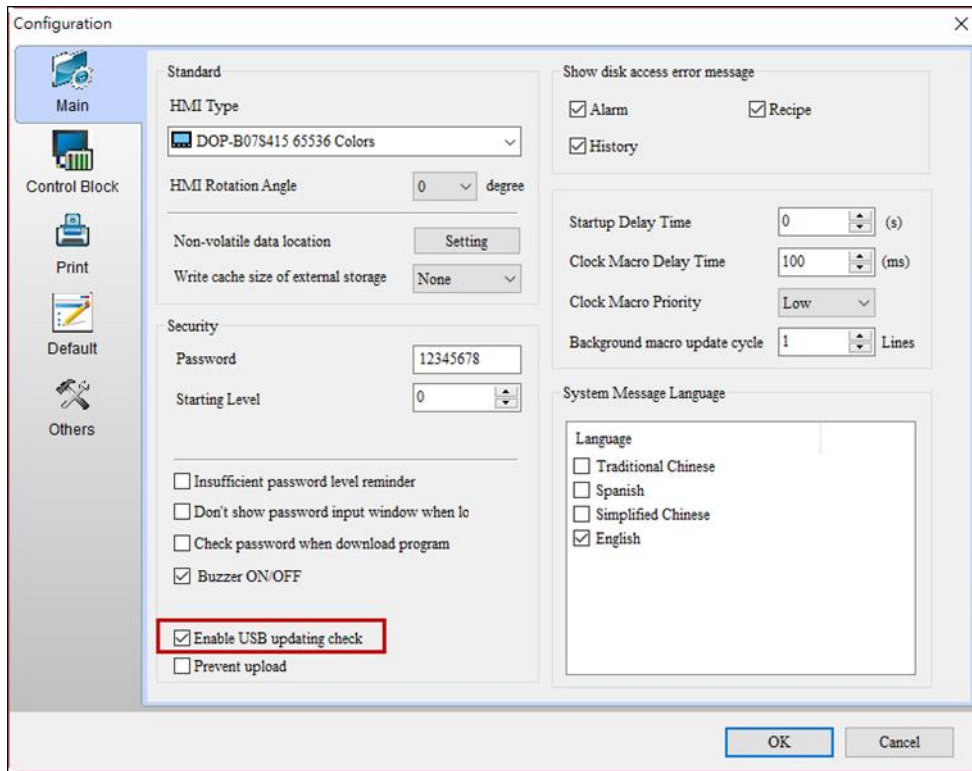 Configuration
Main
Control Block
Print
Default
Others
Standard
HMI Type
DOP-B07S415 65536 Colors
HMI Rotation Angle 0 degree
Non-volatile data location Setting
Write cache size of external storage None
Security
Password 12345678
Starting Level 0
Insufficient password level reminder
Don't show password input window when lo
Check password when download program
Buzzer ON/OFF
Enable USB updating check
Prevent upload
Show disk access error message
Alarm Recipe
History
Startup Delay Time 0 (s)
Clock Macro Delay Time 100 (ms)
Clock Macro Priority Low
Background macro update cycle 1 Lines
System Message Language
Language
Traditional Chinese
Spanish
Simplified Chinese
English
OK Cancel